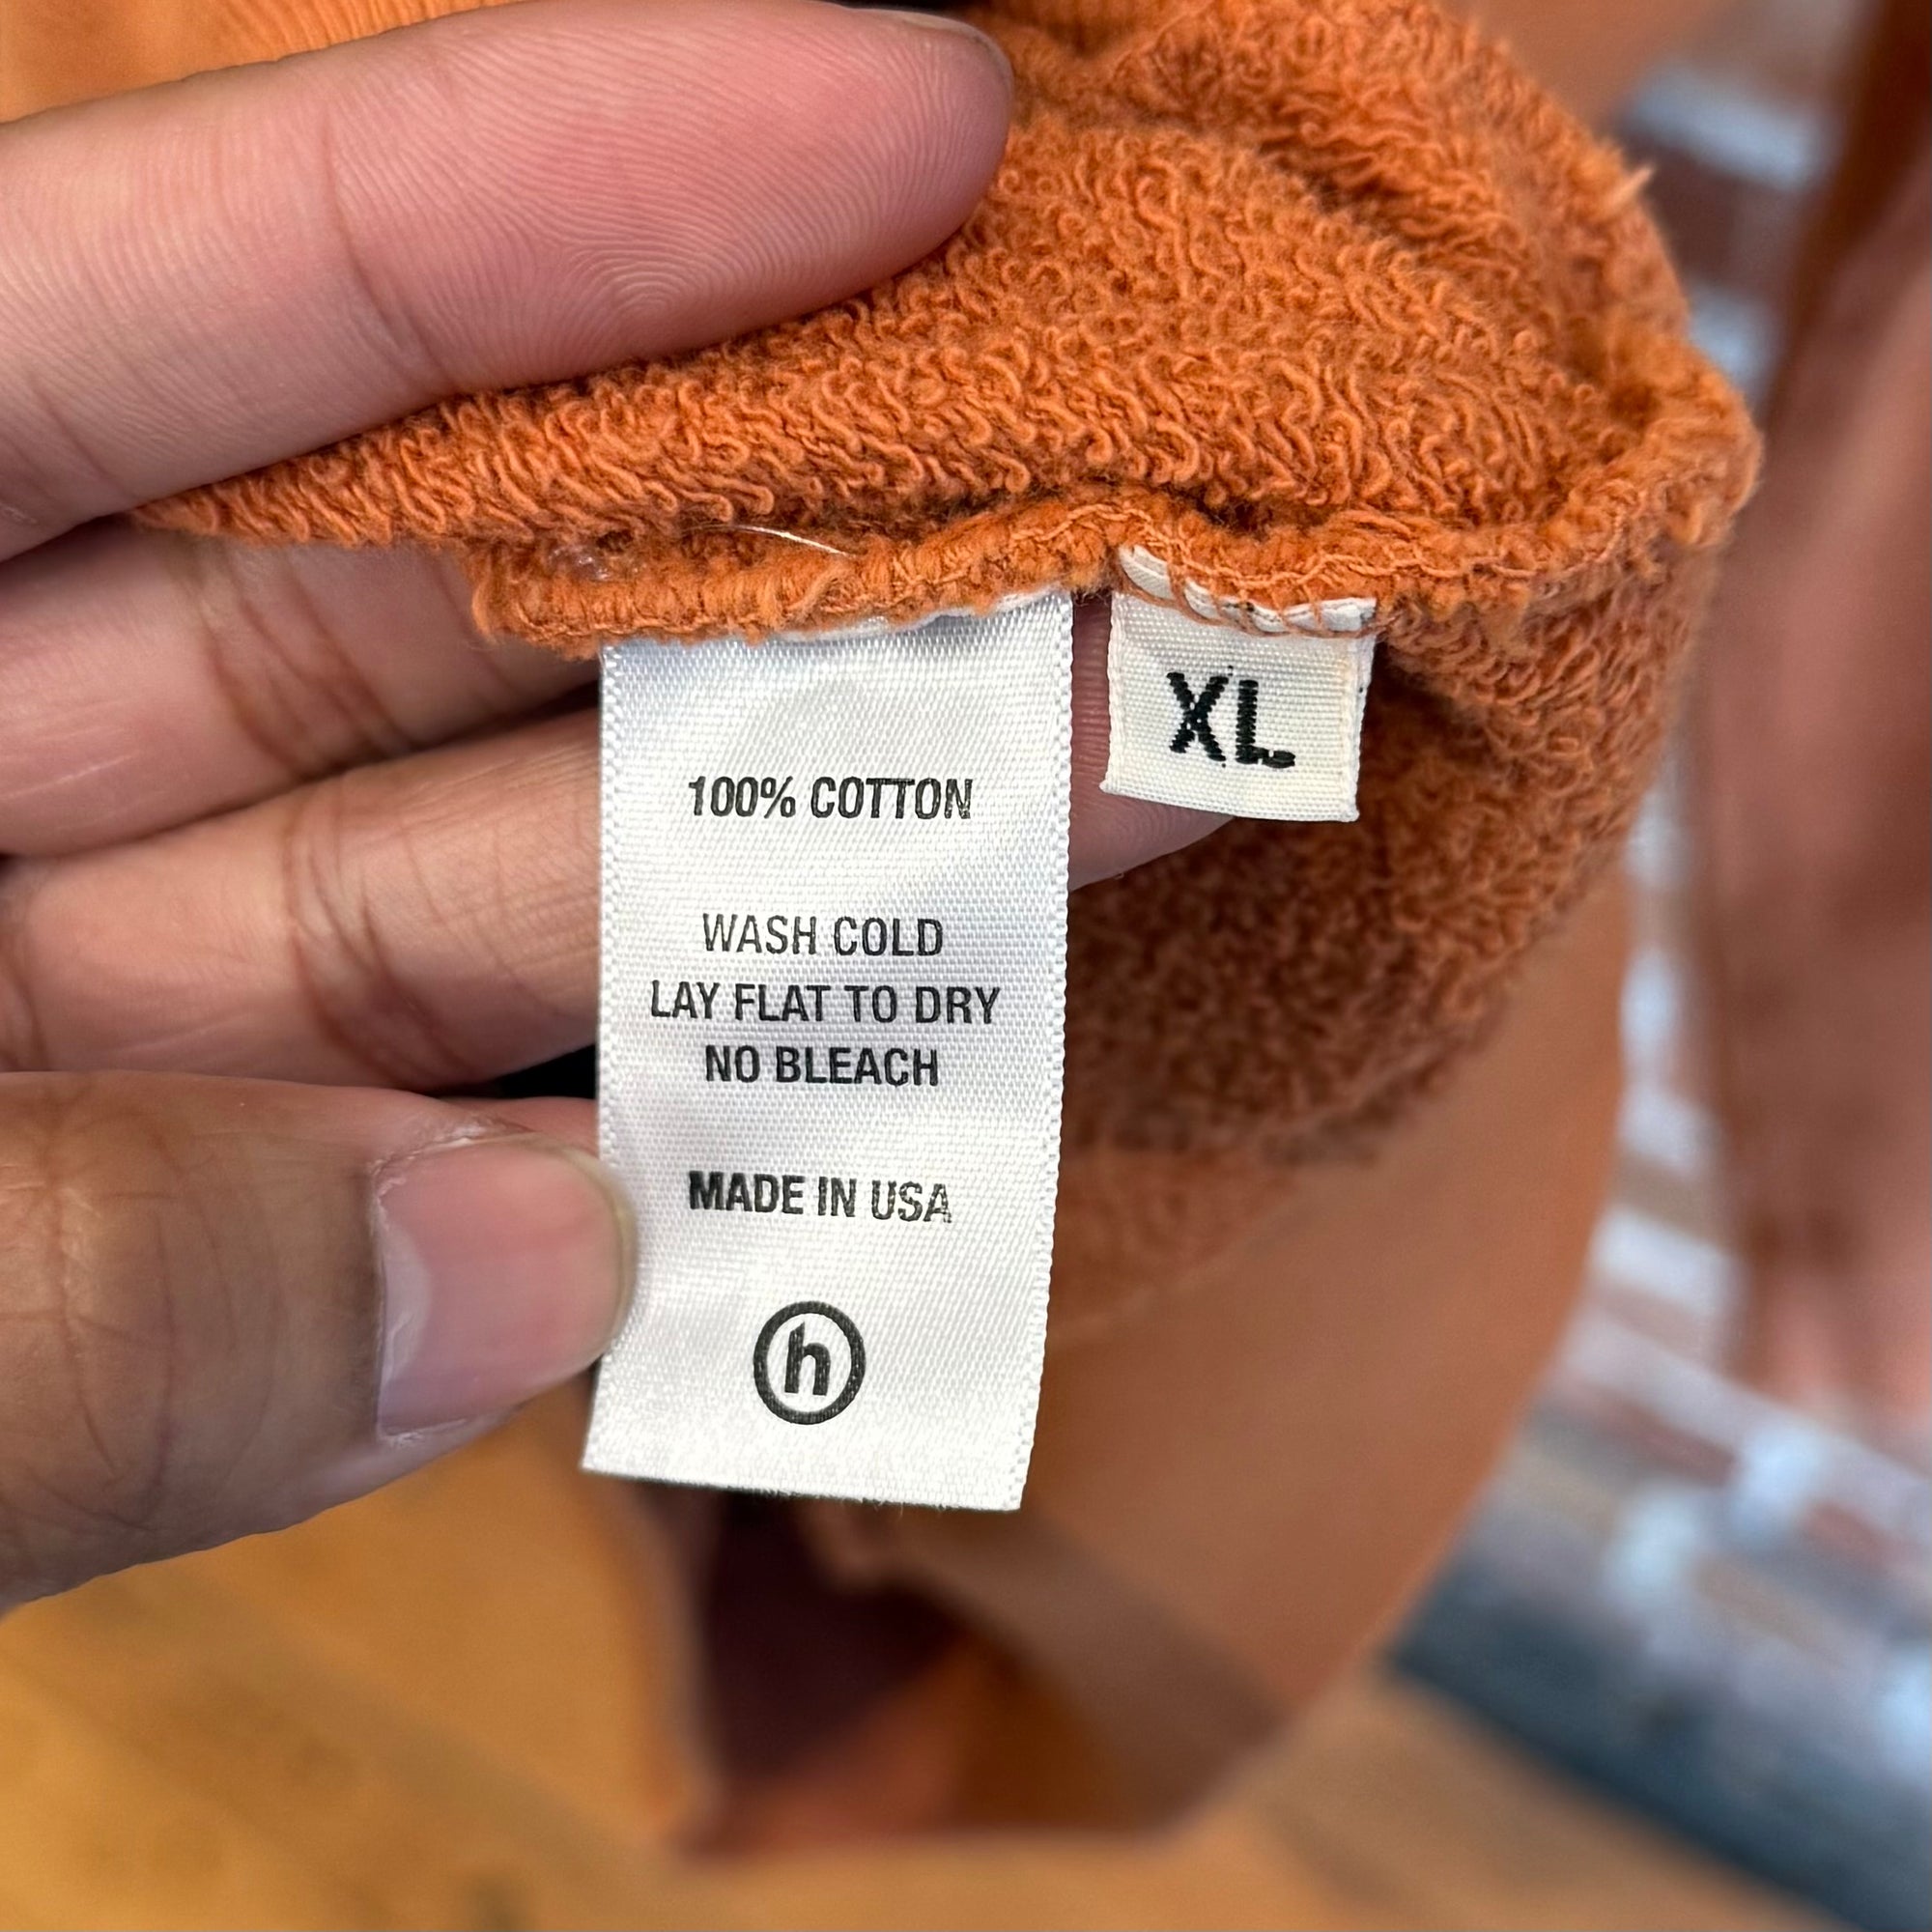 100% COTTON
WASH COLD
LAY FLAT TO DRY
NO BLEACH
MADE IN USA
h
XL